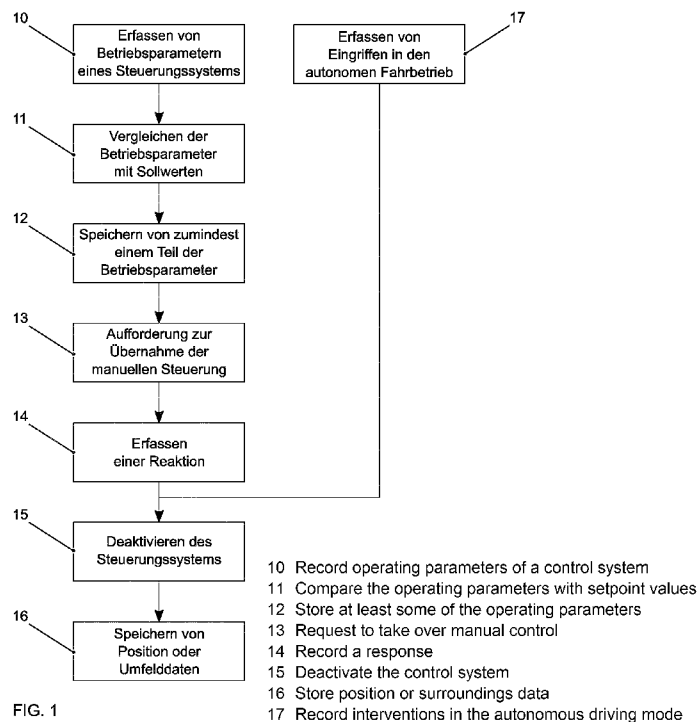 10
Erfassen von
Betriebsparametern
eines Steuerungssystems
17
Erfassen von
Eingriffen in den
autonomen Fahrbetrieb
11
Vergleichen der
Betriebsparameter
mit Sollwerten
12
Speichern von zumindest
einem Teil der
Betriebsparameter
13
Aufforderung zur
Übernahme der
manuellen Steuerung
14
Erfassen
einer Reaktion
15
Deaktivieren des
Steuerungssystems
16
Speichern von
Position oder
Umfelddaten
10 Record operating parameters of a control system
11 Compare the operating parameters with setpoint values
12 Store at least some of the operating parameters
13 Request to take over manual control
14 Record a response
15 Deactivate the control system
16 Store position or surroundings data
17 Record interventions in the autonomous driving mode
FIG. 1